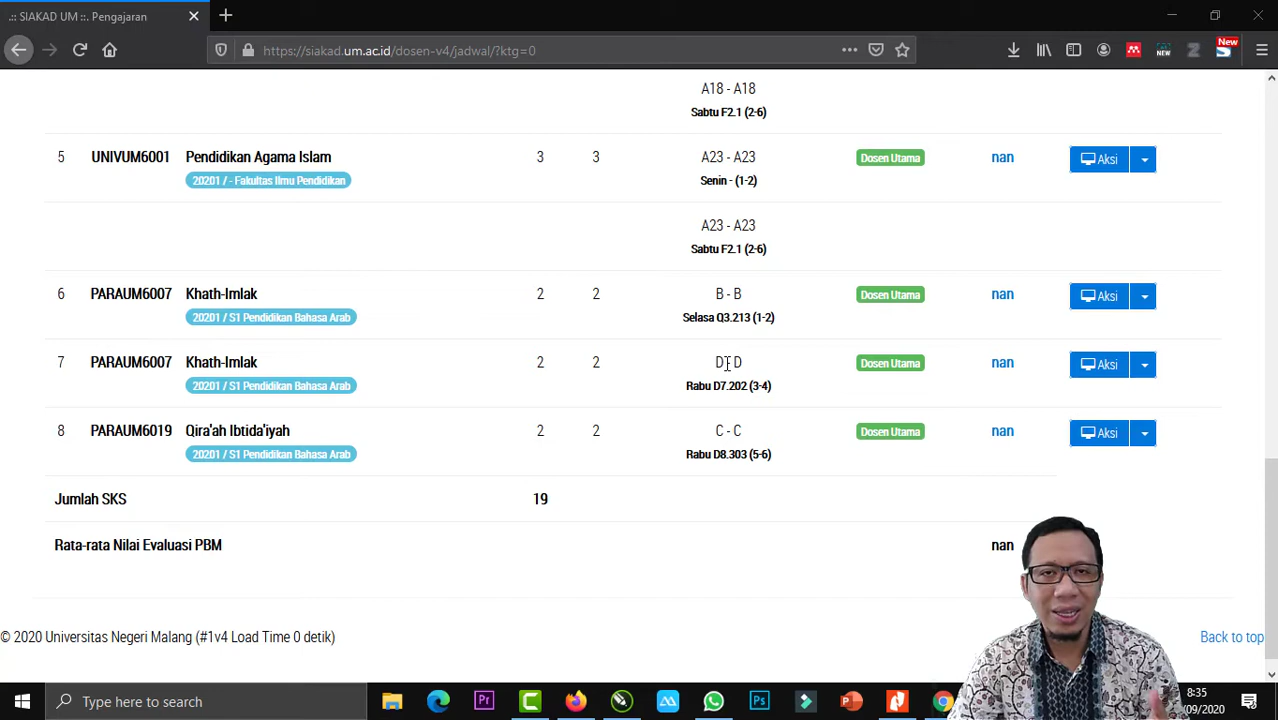 .:: SIAKAD UM ::. Pengajaran
https://siakad.um.ac.id/dosen-v4/jadwal/?ktg=0
New
NEW
A18 - A18
Sabtu F2.1 (2-6)
5 UNIVUM6001 Pendidikan Agama Islam 3 3 A23 - A23 Dosen Utama nan Aksi
20201 / - Fakultas Ilmu Pendidikan Senin - (1-2)
A23 - A23
Sabtu F2.1 (2-6)
6 PARAUM6007 Khath-Imlak 2 2 B - B Dosen Utama nan Aksi
20201 / S1 Pendidikan Bahasa Arab Selasa Q3.213 (1-2)
7 PARAUM6007 Khath-Imlak 2 2 D - D Dosen Utama nan Aksi
20201 / S1 Pendidikan Bahasa Arab Rabu D7.202 (3-4)
8 PARAUM6019 Qira'ah Ibtida'iyah 2 2 C - C Dosen Utama nan Aksi
20201 / S1 Pendidikan Bahasa Arab Rabu D8.303 (5-6)
Jumlah SKS 19
Rata-rata Nilai Evaluasi PBM nan
© 2020 Universitas Negeri Malang (#1v4 Load Time 0 detik) Back to top
Type here to search
Pr
Ps
8:35
/09/2020